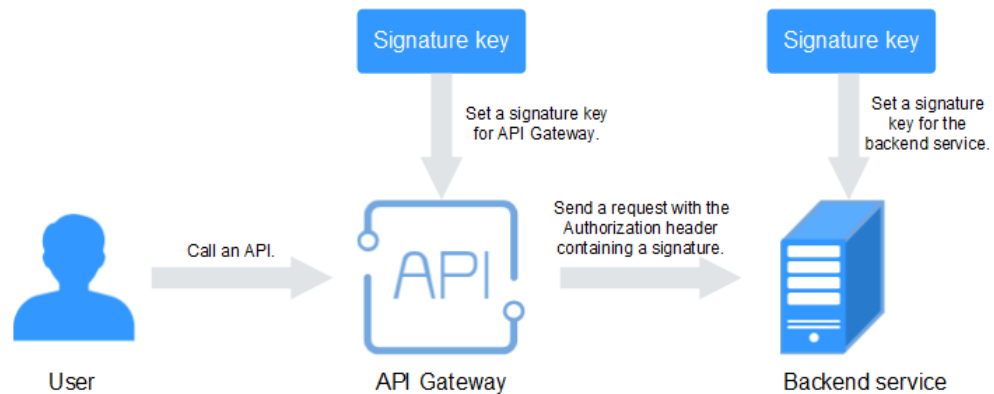 Signature key
Signature key
Set a signature key
for API Gateway.
Set a signature
key for the
backend service.
Call an API.
API
Send a request with the
Authorization header
containing a signature.
User
API Gateway
Backend service